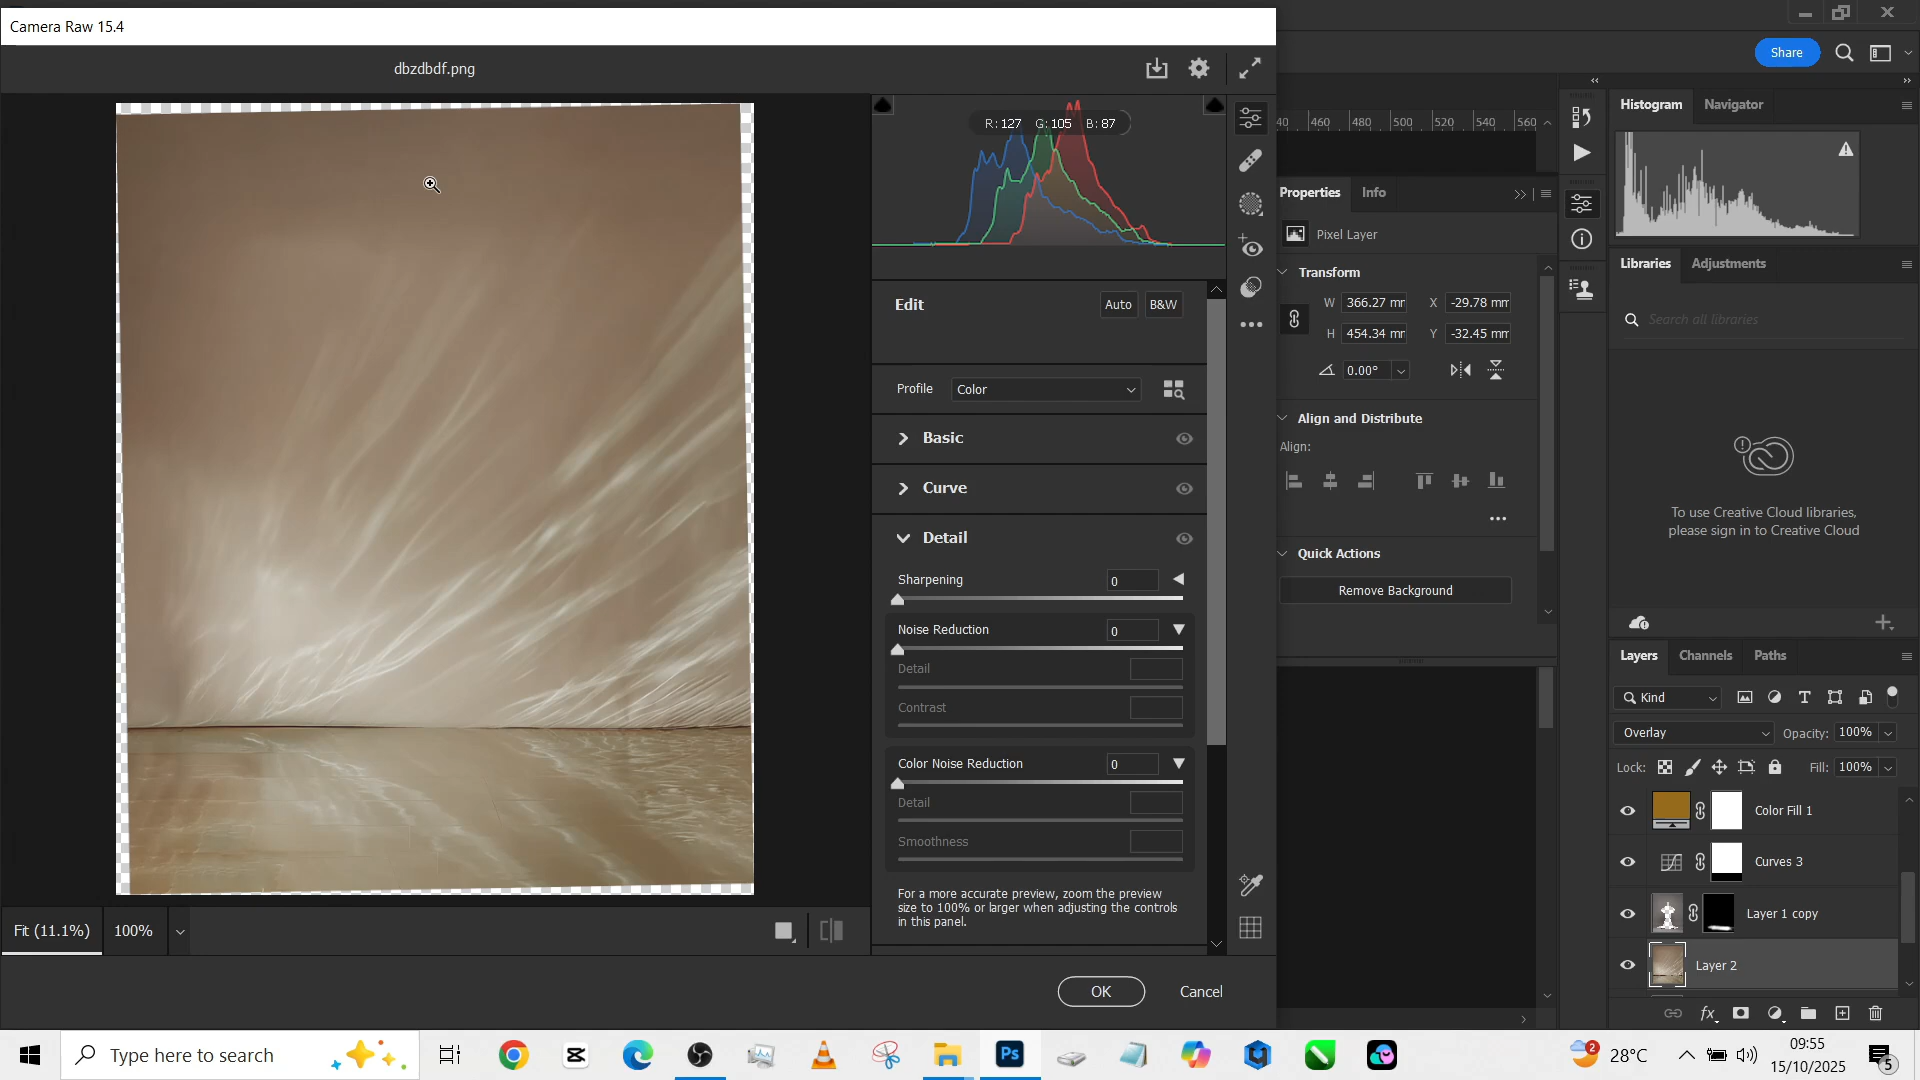 Camera Raw 15.4
dbzdbdf.png
Share
R: 127 G: 105 B: 87
40 460 480 500 520 540 560
Histogram Navigator
Properties Info
Pixel Layer
Transform
W 366.27 mr X -29.78 mm
H 454.34 mr Y -32.45 mm
0.00°
Align and Distribute
Align:
Quick Actions
Remove Background
Libraries Adjustments
Search all libraries
To use Creative Cloud libraries,
please sign in to Creative Cloud
Edit Auto B&W
Profile Color
Basic
Curve
Detail
Sharpening 0
Noise Reduction 0
Detail
Contrast
Color Noise Reduction 0
Detail
Smoothness
For a more accurate preview, zoom the preview
size to 100% or larger when adjusting the controls
in this panel.
Fit (11.1%) 100%
OK Cancel
Layers Channels Paths
Kind
Overlay Opacity: 100%
Lock: Fill: 100%
Color Fill 1
Curves 3
Layer 1 copy
Layer 2
fx
Type here to search
Ps
2
28°C
09:55
15/10/2025
5